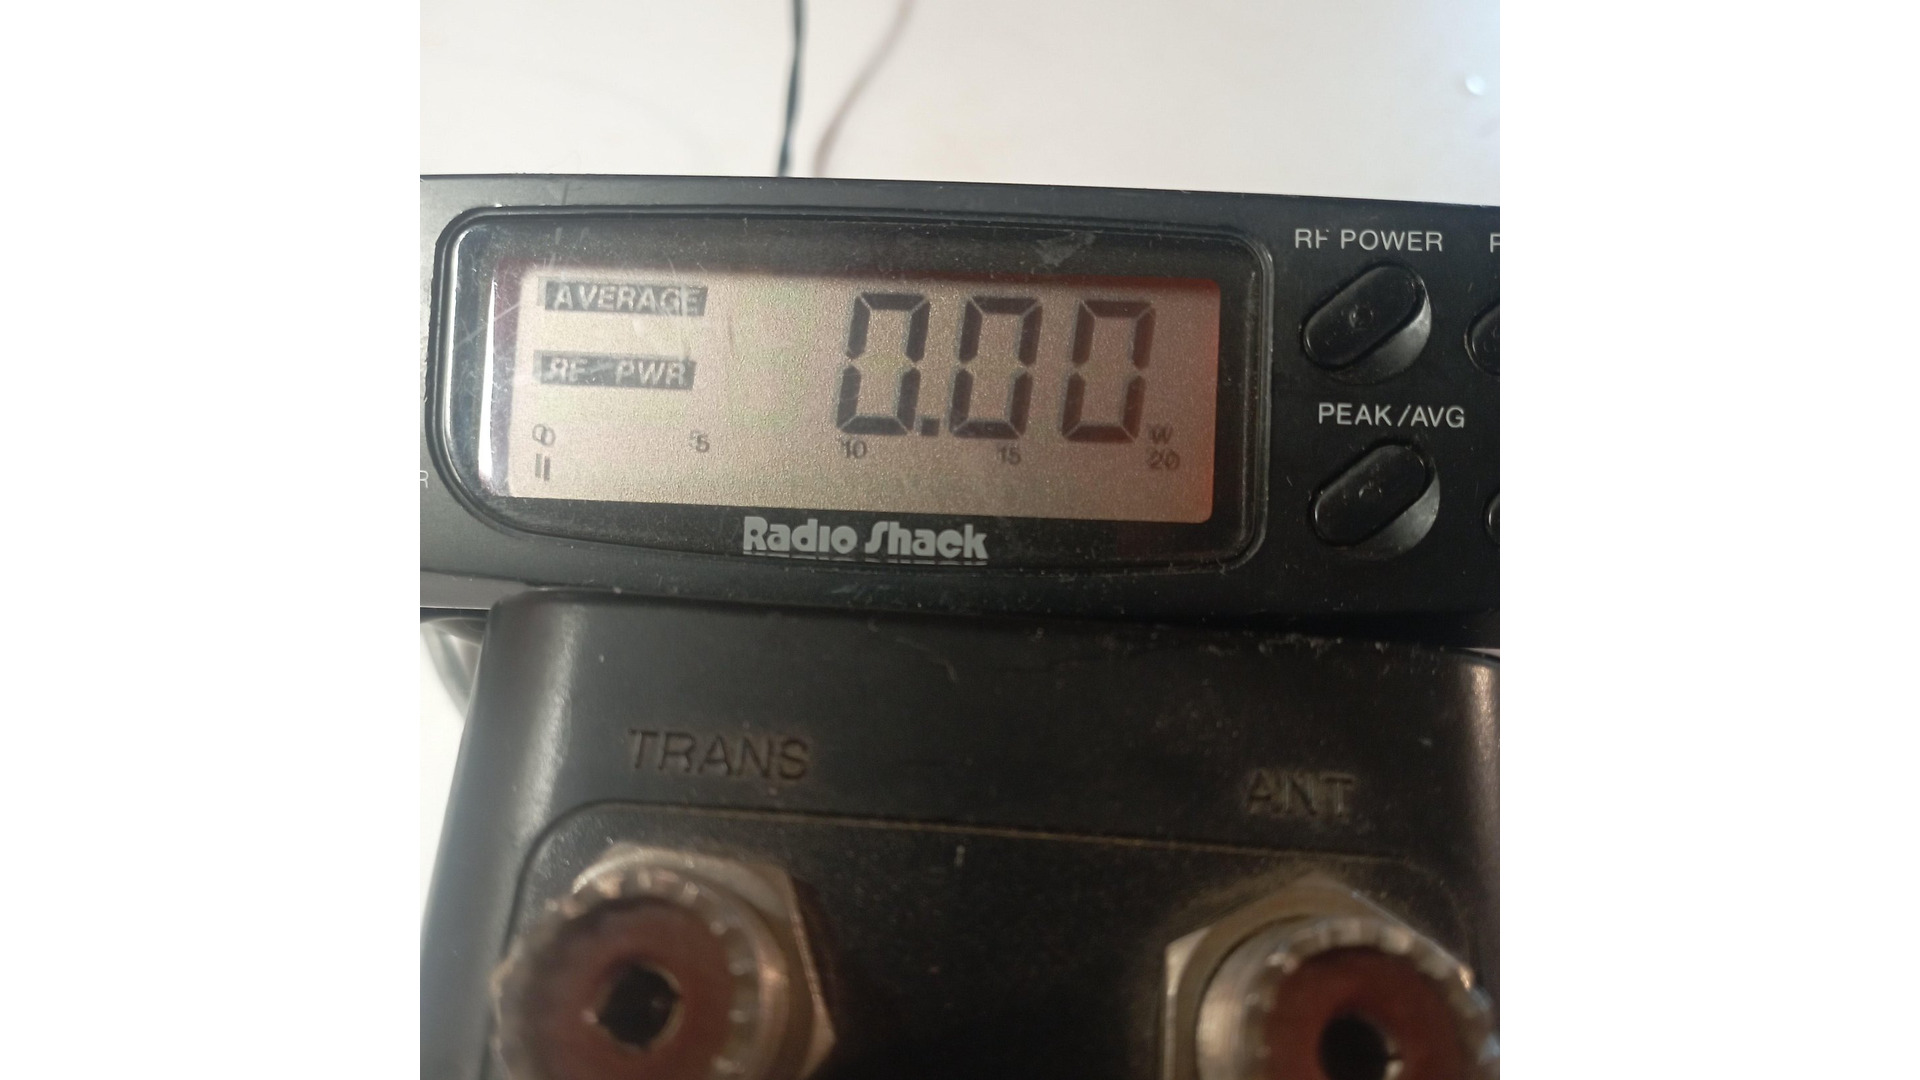 RF POWER
AVERAGE
0.00
W
RF PWR
PEAK/AVG
0 5 10 15 20
Radio Shack
TRANS
ANT